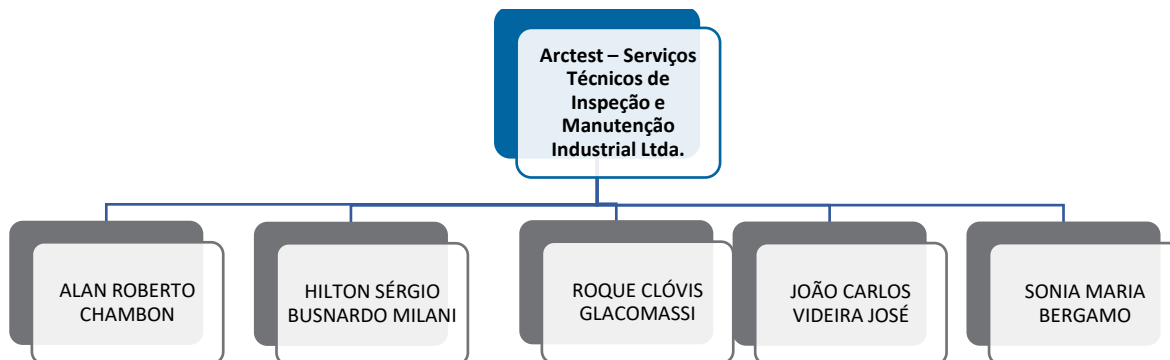 Arctest – Serviços
Técnicos de
Inspeção e
Manutenção
Industrial Ltda.
ALAN ROBERTO
CHAMBON
HILTON SÉRGIO
BUSNARDO MILANI
ROQUE CLÓVIS
GLACOMASSI
JOÃO CARLOS
VIDEIRA JOSÉ
SONIA MARIA
BERGAMO